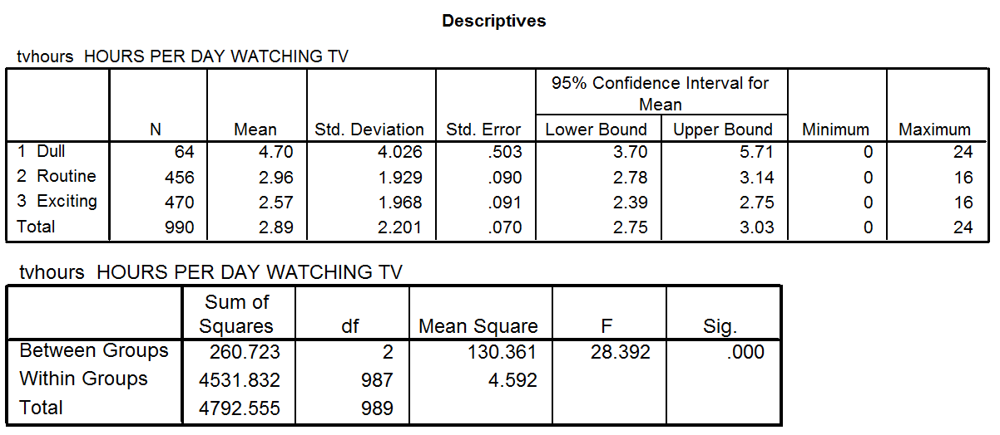 Descriptives
tvhours HOURS PER DAY WATCHING TV
95% Confidence Interval for
Mean
N Mean Std. Deviation Std. Error Lower Bound Upper Bound Minimum Maximum
1 Dull 64 4.70 4.026 .503 3.70 5.71 0 24
2 Routine 456 2.96 1.929 .090 2.78 3.14 0 16
3 Exciting 470 2.57 1.968 .091 2.39 2.75 0 16
Total 990 2.89 2.201 .070 2.75 3.03 0 24
tvhours HOURS PER DAY WATCHING TV
Sum of
Squares df Mean Square F Sig.
Between Groups 260.723 2 130.361 28.392 .000
Within Groups 4531.832 987 4.592
Total 4792.555 989